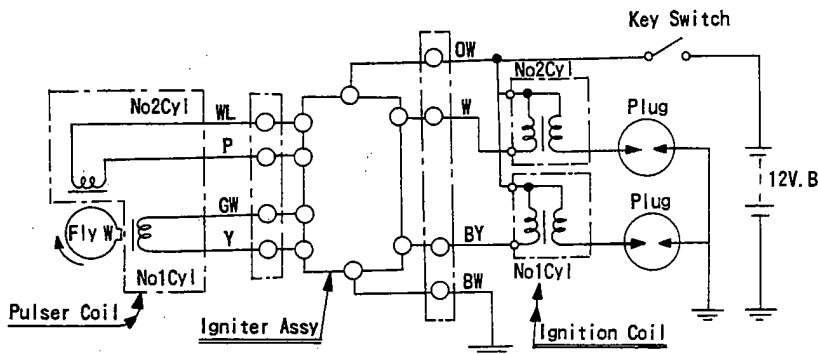 Key Switch
OW
No2Cyl
No2Cyl
WL
W
Plug
P
12V.B
GW
Plug
Fly W
Y
BY
No1Cyl
No1Cyl
BW
Pulser Coil
Igniter Assy
Ignition Coil